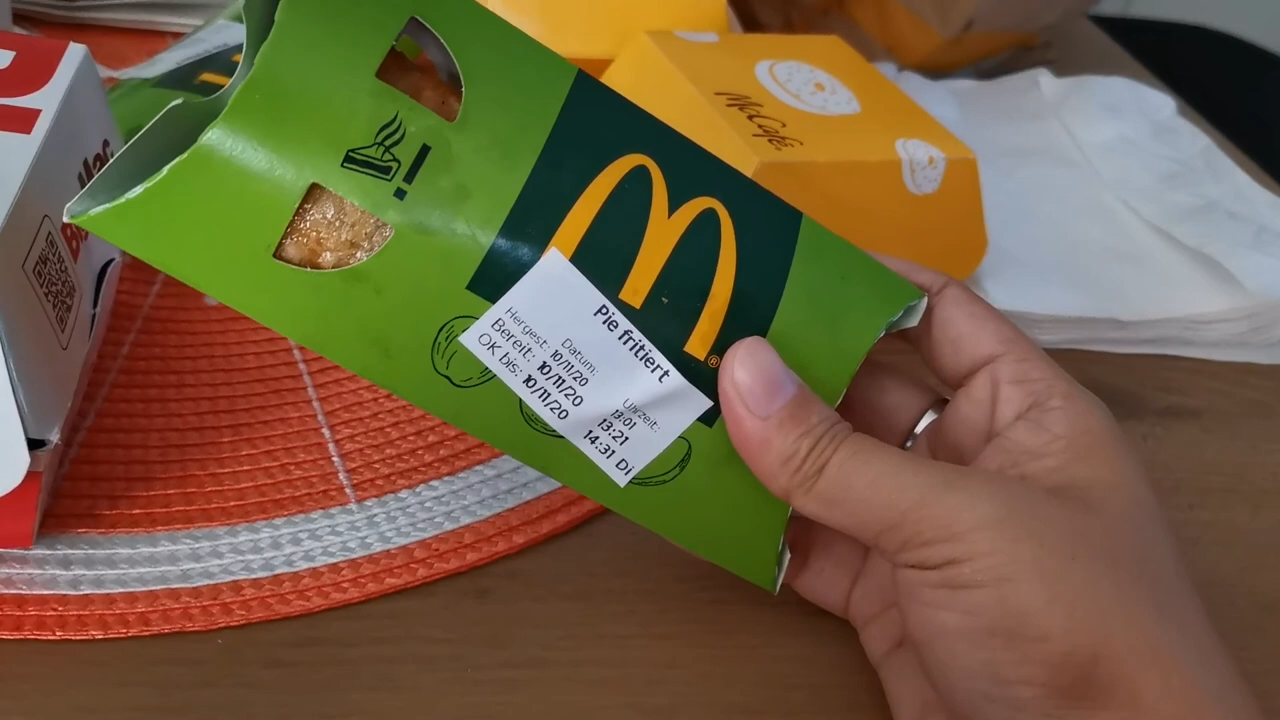 McCafé®
M®
Pie fritiert
Datum: Uhrzeit:
Hergest: 10/11/20 13:01
Bereit: 10/11/20 13:21
OK bis: 10/11/20 14:31 Di